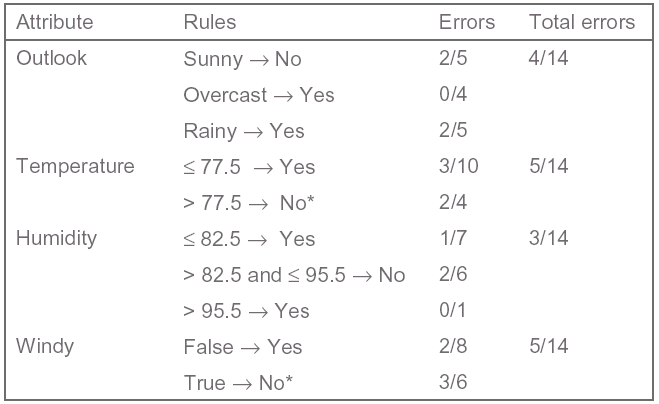 Attribute Rules Errors Total errors
Outlook Sunny → No 2/5 4/14
Overcast → Yes 0/4
Rainy → Yes 2/5
Temperature ≤ 77.5 → Yes 3/10 5/14
> 77.5 → No* 2/4
Humidity ≤ 82.5 → Yes 1/7 3/14
> 82.5 and ≤ 95.5 → No 2/6
> 95.5 → Yes 0/1
Windy False → Yes 2/8 5/14
True → No* 3/6